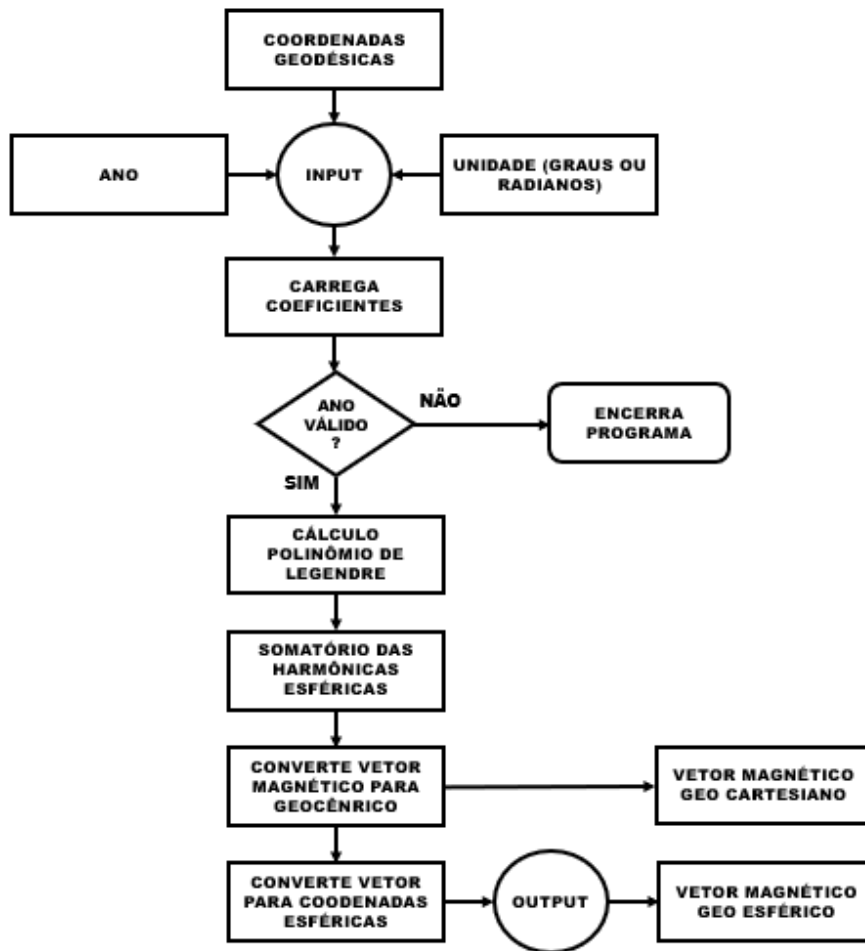 COORDENADAS
GEODÉSICAS
ANO
INPUT
UNIDADE (GRAUS OU
RADIANOS)
CARREGA
COEFICIENTES
ANO
VÁLIDO
?
NÃO
ENCERRA
PROGRAMA
SIM
CÁLCULO
POLINÔMIO DE
LEGENDRE
SOMATÓRIO DAS
HARMÔNICAS
ESFÉRICAS
CONVERTE VETOR
MAGNÉTICO PARA
GEOCÊNRICO
VETOR MAGNÉTICO
GEO CARTESIANO
CONVERTE VETOR
PARA COODENADAS
ESFÉRICAS
OUTPUT
VETOR MAGNÉTICO
GEO ESFÉRICO